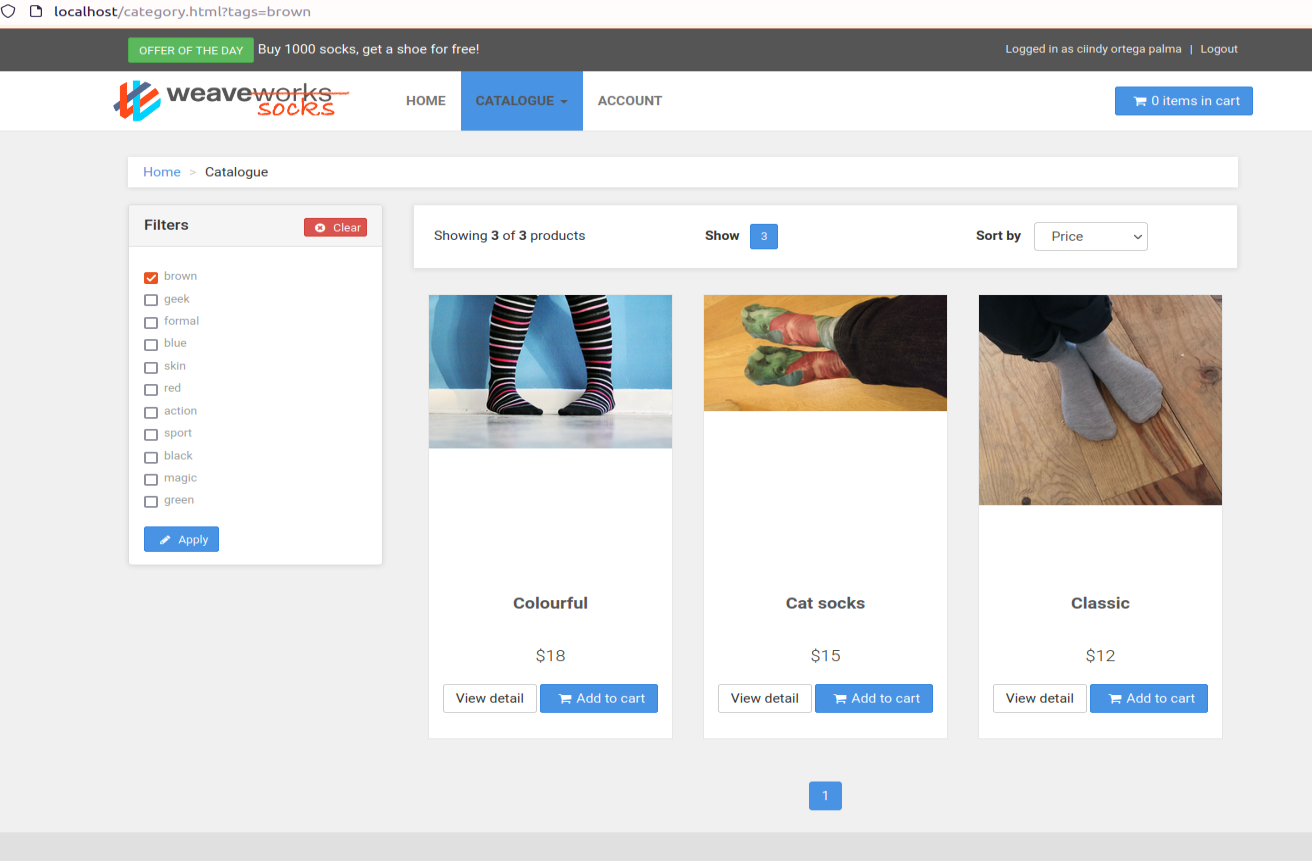 localhost/category.html?tags=brown
OFFER OF THE DAY Buy 1000 socks, get a shoe for free!
Logged in as ciindy ortega palma | Logout
weaveworks
socks
HOME
CATALOGUE
ACCOUNT
0 items in cart
Home > Catalogue
Filters
Clear
brown
geek
formal
blue
skin
red
action
sport
black
magic
green
Apply
Showing 3 of 3 products
Show 3
Sort by Price
Colourful
$18
View detail
Add to cart
Cat socks
$15
View detail
Add to cart
Classic
$12
View detail
Add to cart
1